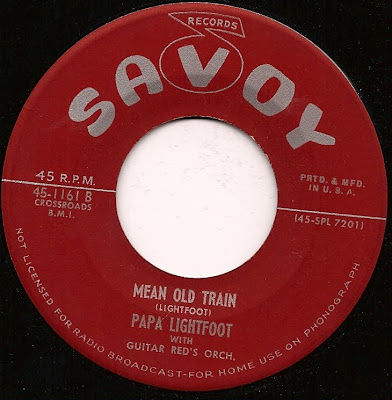 RECORDS
SAVOY
45 R.P.M.
45-1161 B
CROSSROADS
B.M.I.
PRTD. & MFD.
IN U.S.A.
(45-SPL 7201)
MEAN OLD TRAIN
(LIGHTFOOT)
PAPA LIGHTFOOT
WITH
GUITAR RED'S ORCH.
NOT LICENSED FOR RADIO BROADCAST-FOR HOME USE ON PHONOGRAPH